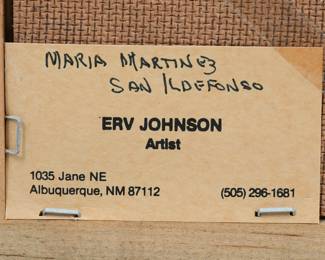 MARIA MARTINEZ
SAN ILDEFONSO
ERV JOHNSON
Artist
1035 Jane NE
Albuquerque, NM 87112
(505) 296-1681